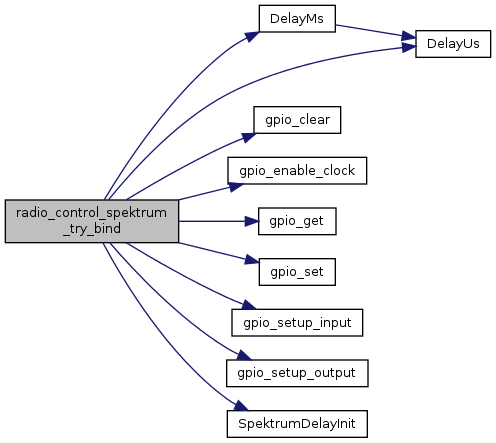 DelayMs
DelayUs
gpio_clear
gpio_enable_clock
radio_control_spektrum
_try_bind
gpio_get
gpio_set
gpio_setup_input
gpio_setup_output
SpektrumDelayInit